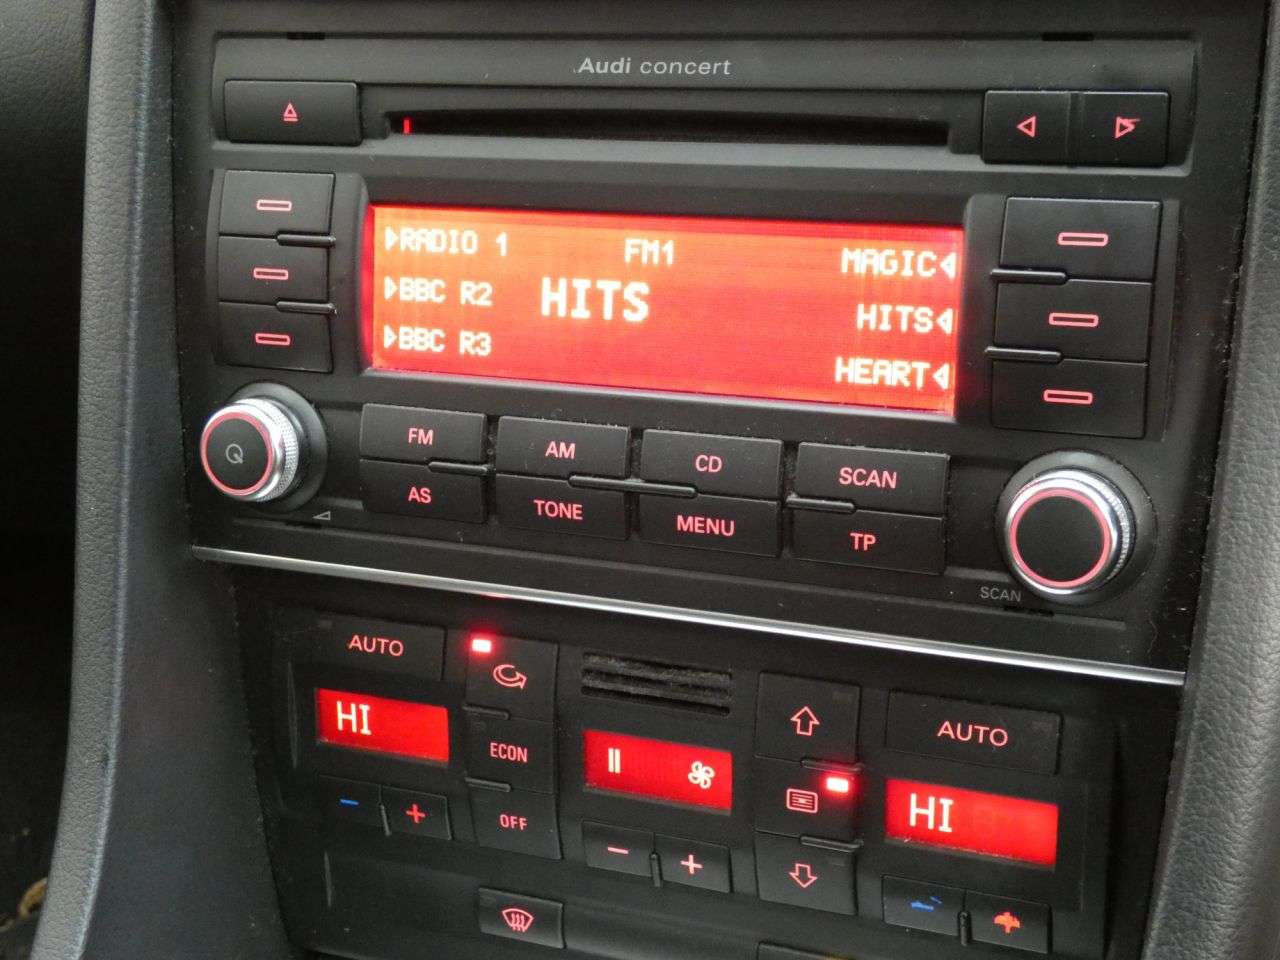 Audi concert
RADIO 1 FM1 MAGIC
BBC R2 HITS HITS
BBC R3 HEART
FM AM CD SCAN
AS TONE MENU TP
SCAN
AUTO
HI
ECON
OFF
AUTO
HI